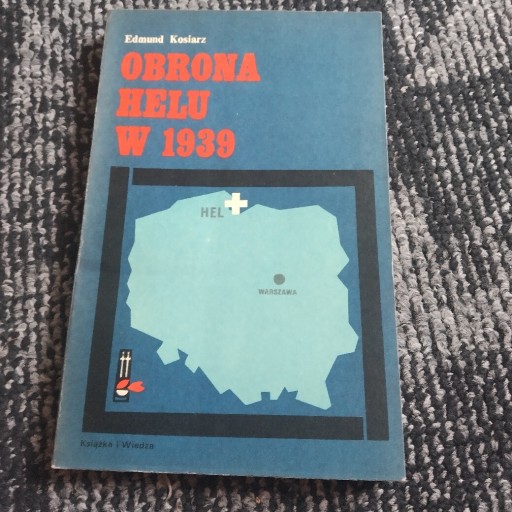 Edmund Kosiarz
OBRONA
HELU
W 1939
HEL
WARSZAWA
Książka i Wiedza